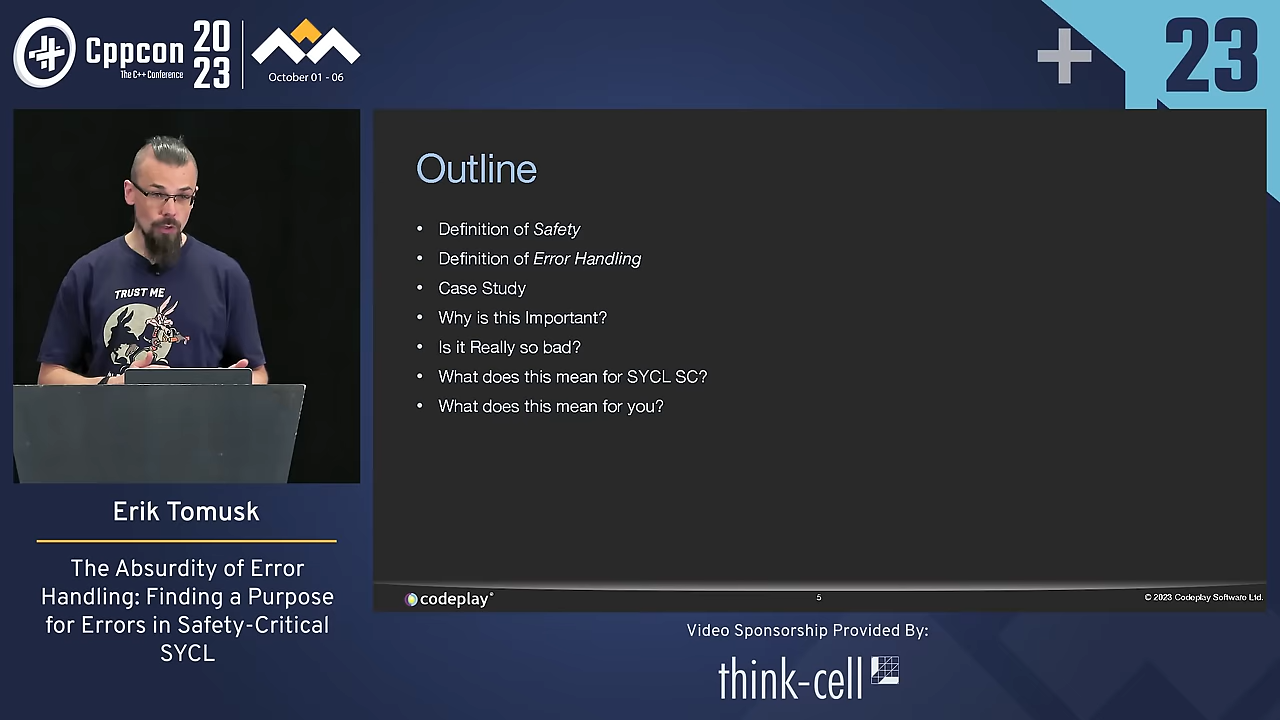 Cppcon
The C++ Conference
20
23
October 01 - 06
23
TRUST ME
Outline
• Definition of Safety
• Definition of Error Handling
• Case Study
• Why is this Important?
• Is it Really so bad?
• What does this mean for SYCL SC?
• What does this mean for you?
codeplay®
5
© 2023 Codeplay Software Ltd.
Erik Tomusk
The Absurdity of Error
Handling: Finding a Purpose
for Errors in Safety-Critical
SYCL
Video Sponsorship Provided By:
think-cell